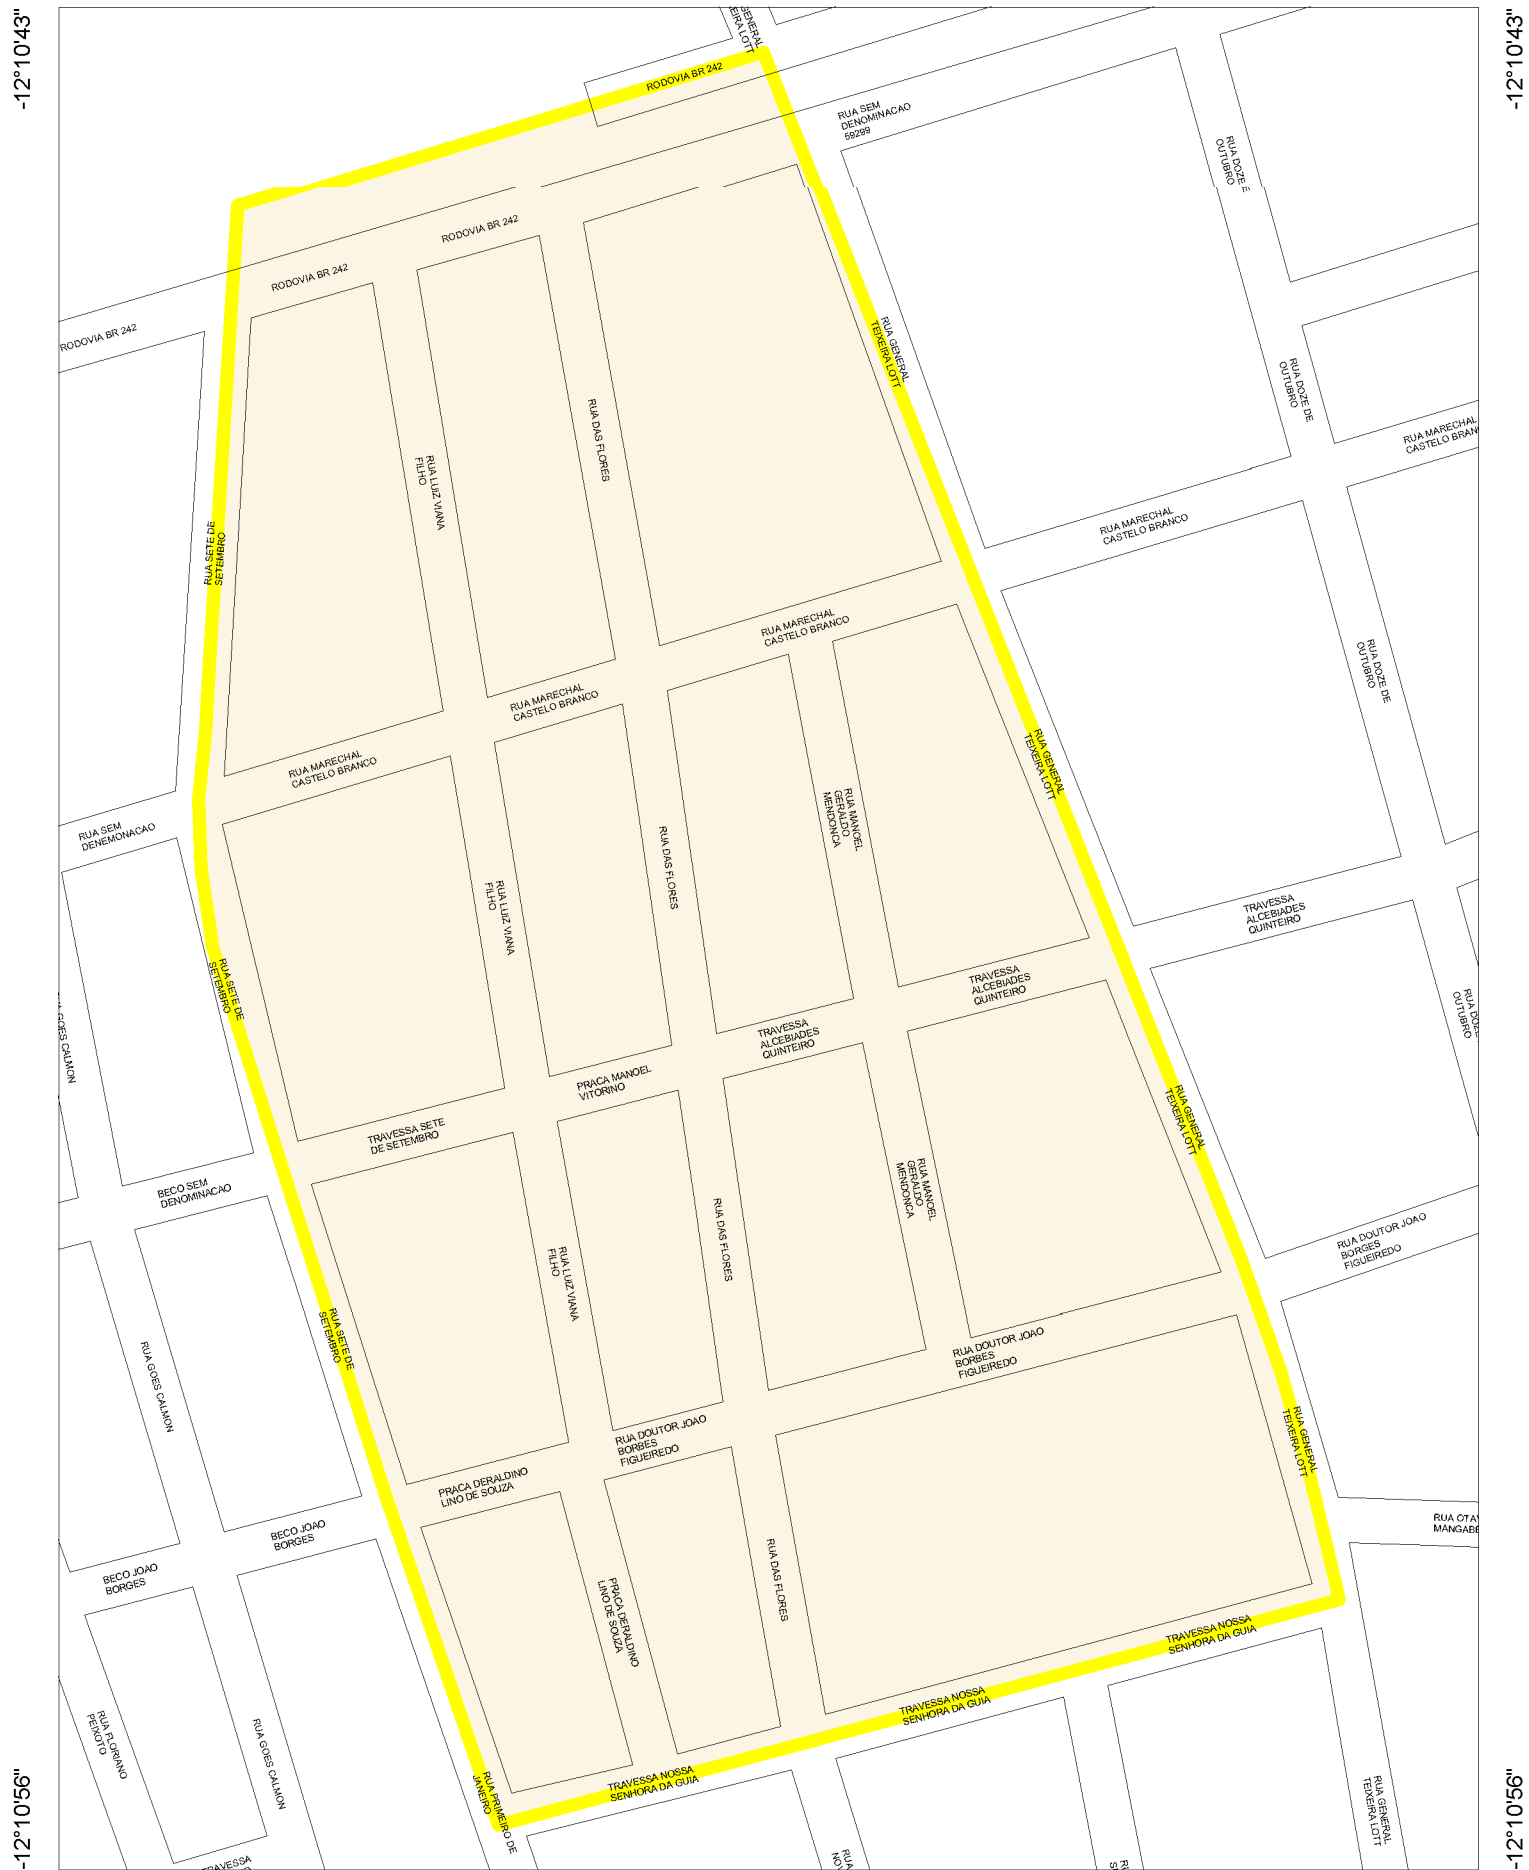 -12°10'43"
-12°10'43"
GENERAL
RODOVIA BR 242
RUA SEM
DENOMINACAO
59299
RUA DOZE
OUTUBRO
RODOVIA BR 242
RODOVIA BR 242
RODOVIA BR 242
RUA GENERAL
TEIXEIRA LOTT
RUA DOZE DE
OUTUBRO
RUA DAS FLORES
RUA LUIZ VIANA
FILHO
RUA MARECHAL
CASTELO BRAN
RUA MARECHAL
CASTELO BRANCO
RUA SETE DE
SETEMBRO
RUA MARECHAL
CASTELO BRANCO
RUA DOZE DE
OUTUBRO
RUA MARECHAL
CASTELO BRANCO
RUA MARECHAL
CASTELO BRANCO
RUA GENERAL
TEIXEIRA LOTT
RUA SEM
DENEMONACAO
RUA MANOEL
GERALDO
MENDONCA
RUA DAS FLORES
RUA LUIZ VIANA
FILHO
TRAVESSA
ALCEBIADES
QUINTEIRO
RUA SETE DE
SETEMBRO
TRAVESSA
ALCEBIADES
QUINTEIRO
RUA
OUTUBRO
GOES CALMON
TRAVESSA
ALCEBIADES
QUINTEIRO
PRACA MANOEL
VITORINO
TRAVESSA SETE
DE SETEMBRO
RUA GENERAL
TEIXEIRA LOTT
BECO SEM
DENOMINACAO
RUA MANOEL
GERALDO
MENDONCA
RUA DAS FLORES
RUA LUIZ VIANA
FILHO
RUA DOUTOR JOAO
BORGES
FIGUEIREDO
RUA SETE DE
SETEMBRO
RUA GOES CALMON
RUA DOUTOR JOAO
BORBES
FIGUEIREDO
RUA DOUTOR JOAO
BORBES
FIGUEIREDO
RUA GENERAL
TEIXEIRA LOTT
PRACA DERALDINO
LINO DE SOUZA
RUA OTAV
MANGABE
BECO JOAO
BORGES
BECO JOAO
BORGES
RUA DAS FLORES
PRACA DERALDINO
LINO DE SOUZA
TRAVESSA NOSSA
SENHORA DA GUIA
TRAVESSA NOSSA
SENHORA DA GUIA
RUA FLORIANO
PEIXOTO
RUA GOES CALMON
TRAVESSA NOSSA
SENHORA DA GUIA
RUA PRIMEIRO DE
JANEIRO
RUA GENERAL
TEIXEIRA LOTT
RUA
NOV
-12°10'56"
-12°10'56"